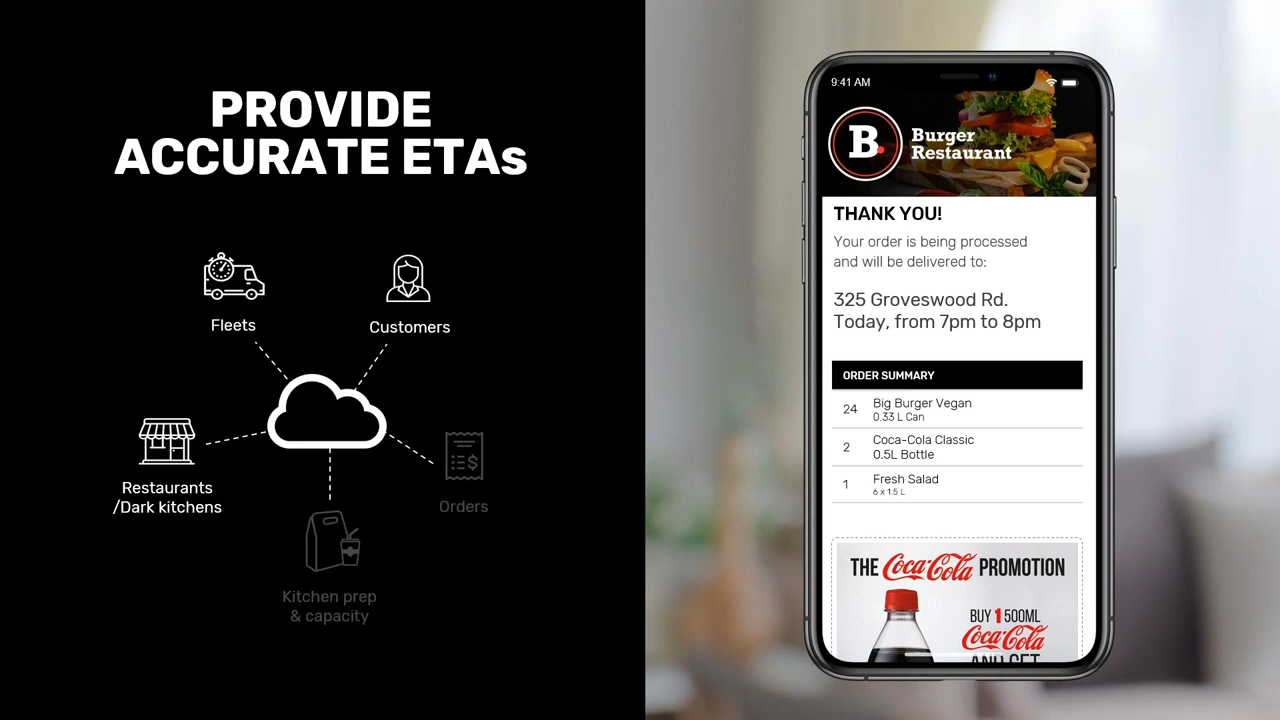 PROVIDE
ACCURATE ETAs
Fleets
Customers
Restaurants
/Dark kitchens
Orders
Kitchen prep
& capacity
9:41 AM
B.
Burger
Restaurant
THANK YOU!
Your order is being processed
and will be delivered to:
325 Groveswood Rd.
Today, from 7pm to 8pm
ORDER SUMMARY
24 Big Burger Vegan
0.33 L Can
2 Coca-Cola Classic
0.5L Bottle
1 Fresh Salad
6 x 1.5 L
THE Coca-Cola PROMOTION
BUY 1 500ML
Coca-Cola
AND GET